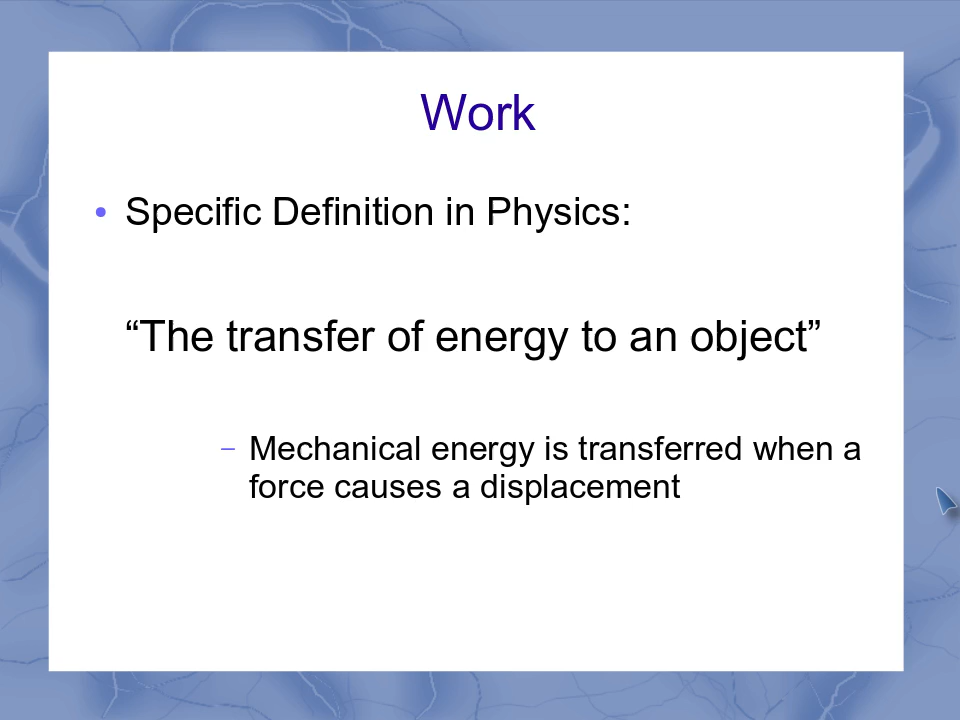 Work
• Specific Definition in Physics:
“The transfer of energy to an object”
– Mechanical energy is transferred when a
force causes a displacement